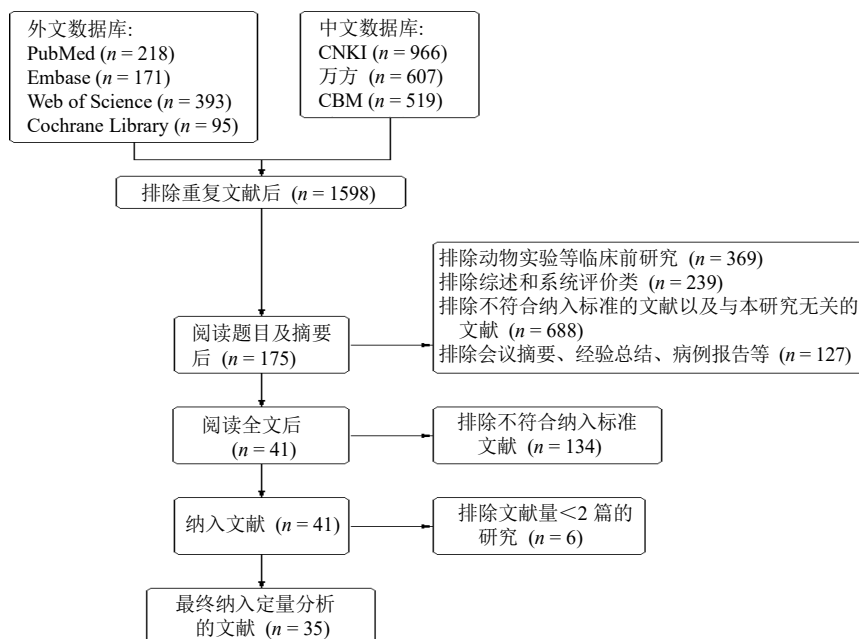 外文数据库:
PubMed (n = 218)
Embase (n = 171)
Web of Science (n = 393)
Cochrane Library (n = 95)
中文数据库:
CNKI (n = 966)
万方 (n = 607)
CBM (n = 519)
排除重复文献后 (n = 1598)
排除动物实验等临床前研究 (n = 369)
排除综述和系统评价类 (n = 239)
排除不符合纳入标准的文献以及与本研究无关的
文献 (n = 688)
排除会议摘要、经验总结、病例报告等 (n = 127)
阅读题目及摘要
后 (n = 175)
阅读全文后
(n = 41)
排除不符合纳入标准
文献 (n = 134)
纳入文献 (n = 41)
排除文献量<2 篇的
研究 (n = 6)
最终纳入定量分析
的文献 (n = 35)